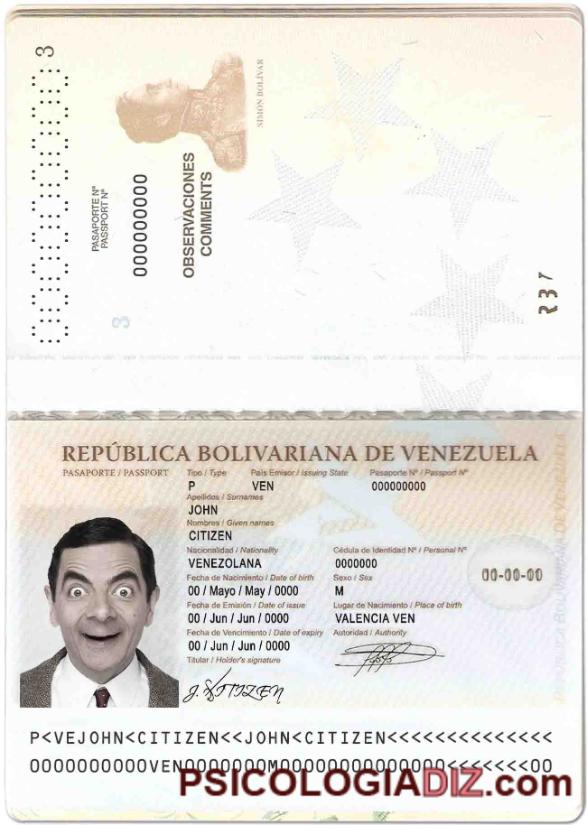 3
SIMÓN BOLÍVAR
PASAPORTE Nº
PASSPORT Nº
000000000
OBSERVACIONES
COMMENTS
3
REPÚBLICA BOLIVARIANA DE VENEZUELA
PASAPORTE / PASSPORT
Tipo / Type País Emisor / Issuing State Pasaporte Nº / Passport Nº
P VEN 000000000
Apellidos / Surnames
JOHN
Nombres / Given names
CITIZEN
Nacionalidad / Nationality Cédula de Identidad Nº / Personal Nº
VENEZOLANA 0000000
Fecha de Nacimiento / Date of birth Sexo / Sex
00 / Mayo / May / 0000 M
00-00-00
Fecha de Emisión / Date of issue Lugar de Nacimiento / Place of birth
00 / Jun / Jun / 0000 VALENCIA VEN
Fecha de Vencimiento / Date of expiry Autoridad / Authority
00 / Jun / Jun / 0000
Titular / Holder's signature
J. CITIZEN
P<VEJOHN<CITIZEN<<JOHN<CITIZEN<<<<<<<<<<<<<<
PSICOLOGIADIZ.com